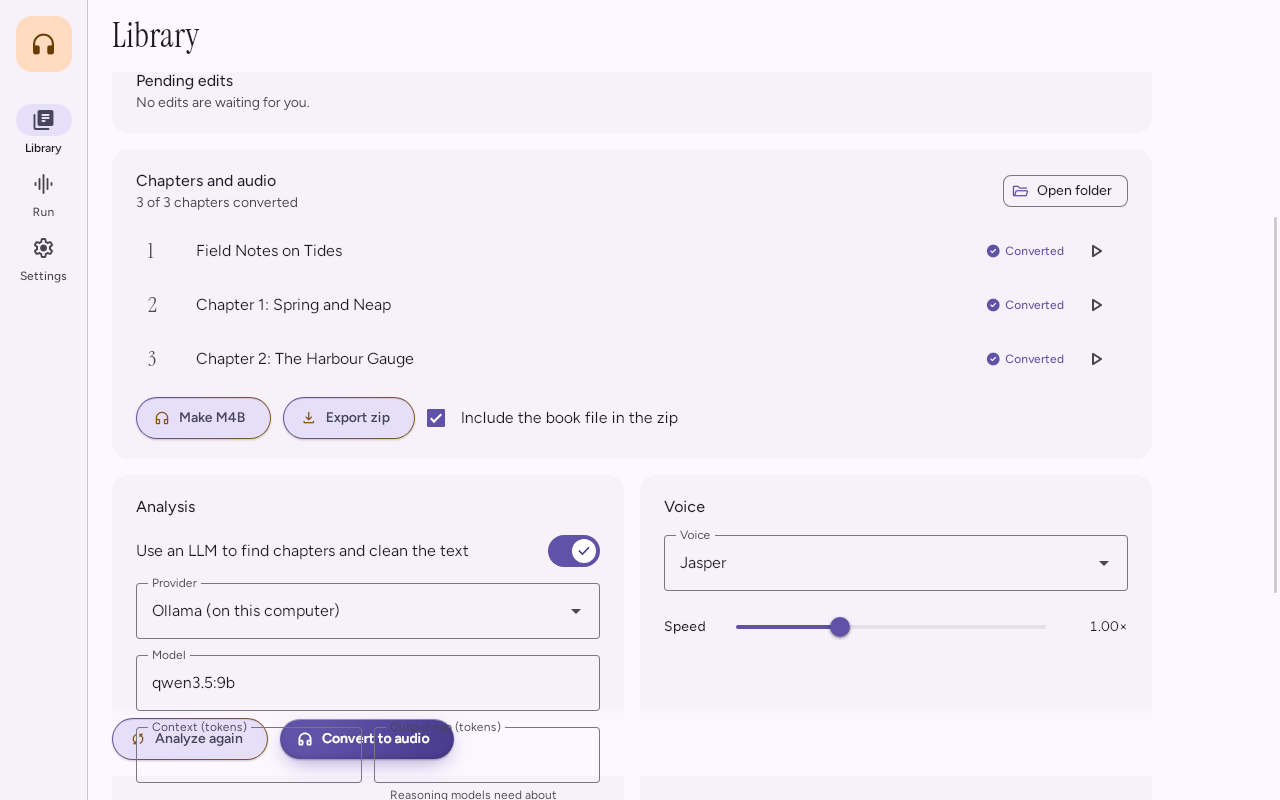 Library
Library
Run
Settings
Pending edits
No edits are waiting for you.
Chapters and audio
3 of 3 chapters converted
Open folder
1 Field Notes on Tides Converted
2 Chapter 1: Spring and Neap Converted
3 Chapter 2: The Harbour Gauge Converted
Make M4B Export zip Include the book file in the zip
Analysis
Use an LLM to find chapters and clean the text
Provider
Ollama (on this computer)
Model
qwen3.5:9b
Context (tokens)
(tokens)
Analyze again
Convert to audio
Reasoning models need about
Voice
Voice
Jasper
Speed 1.00×